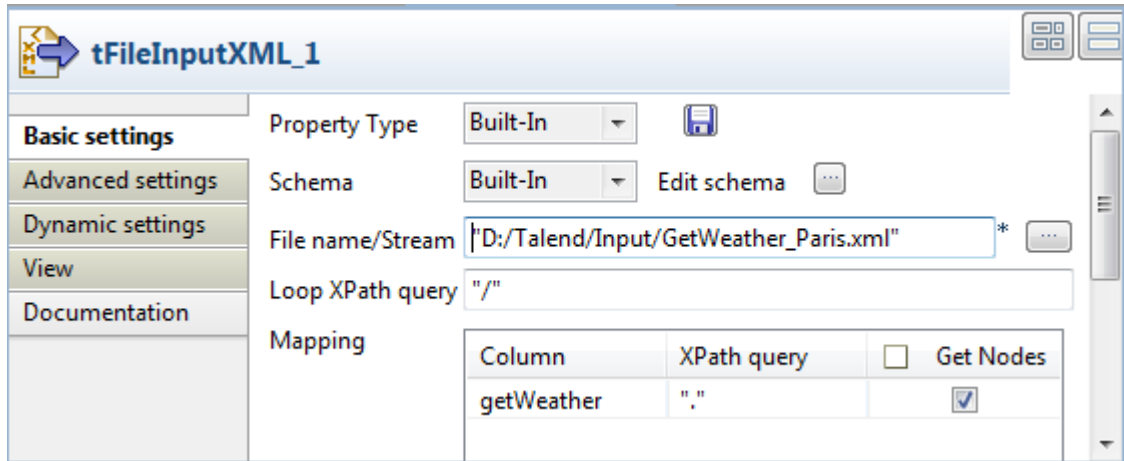 tFileInputXML_1
Basic settings
Advanced settings
Dynamic settings
View
Documentation
Property Type Built-In
Schema Built-In Edit schema ...
File name/Stream "D:/Talend/Input/GetWeather_Paris.xml" * ...
Loop XPath query "/"
Mapping
Column XPath query Get Nodes
getWeather "."